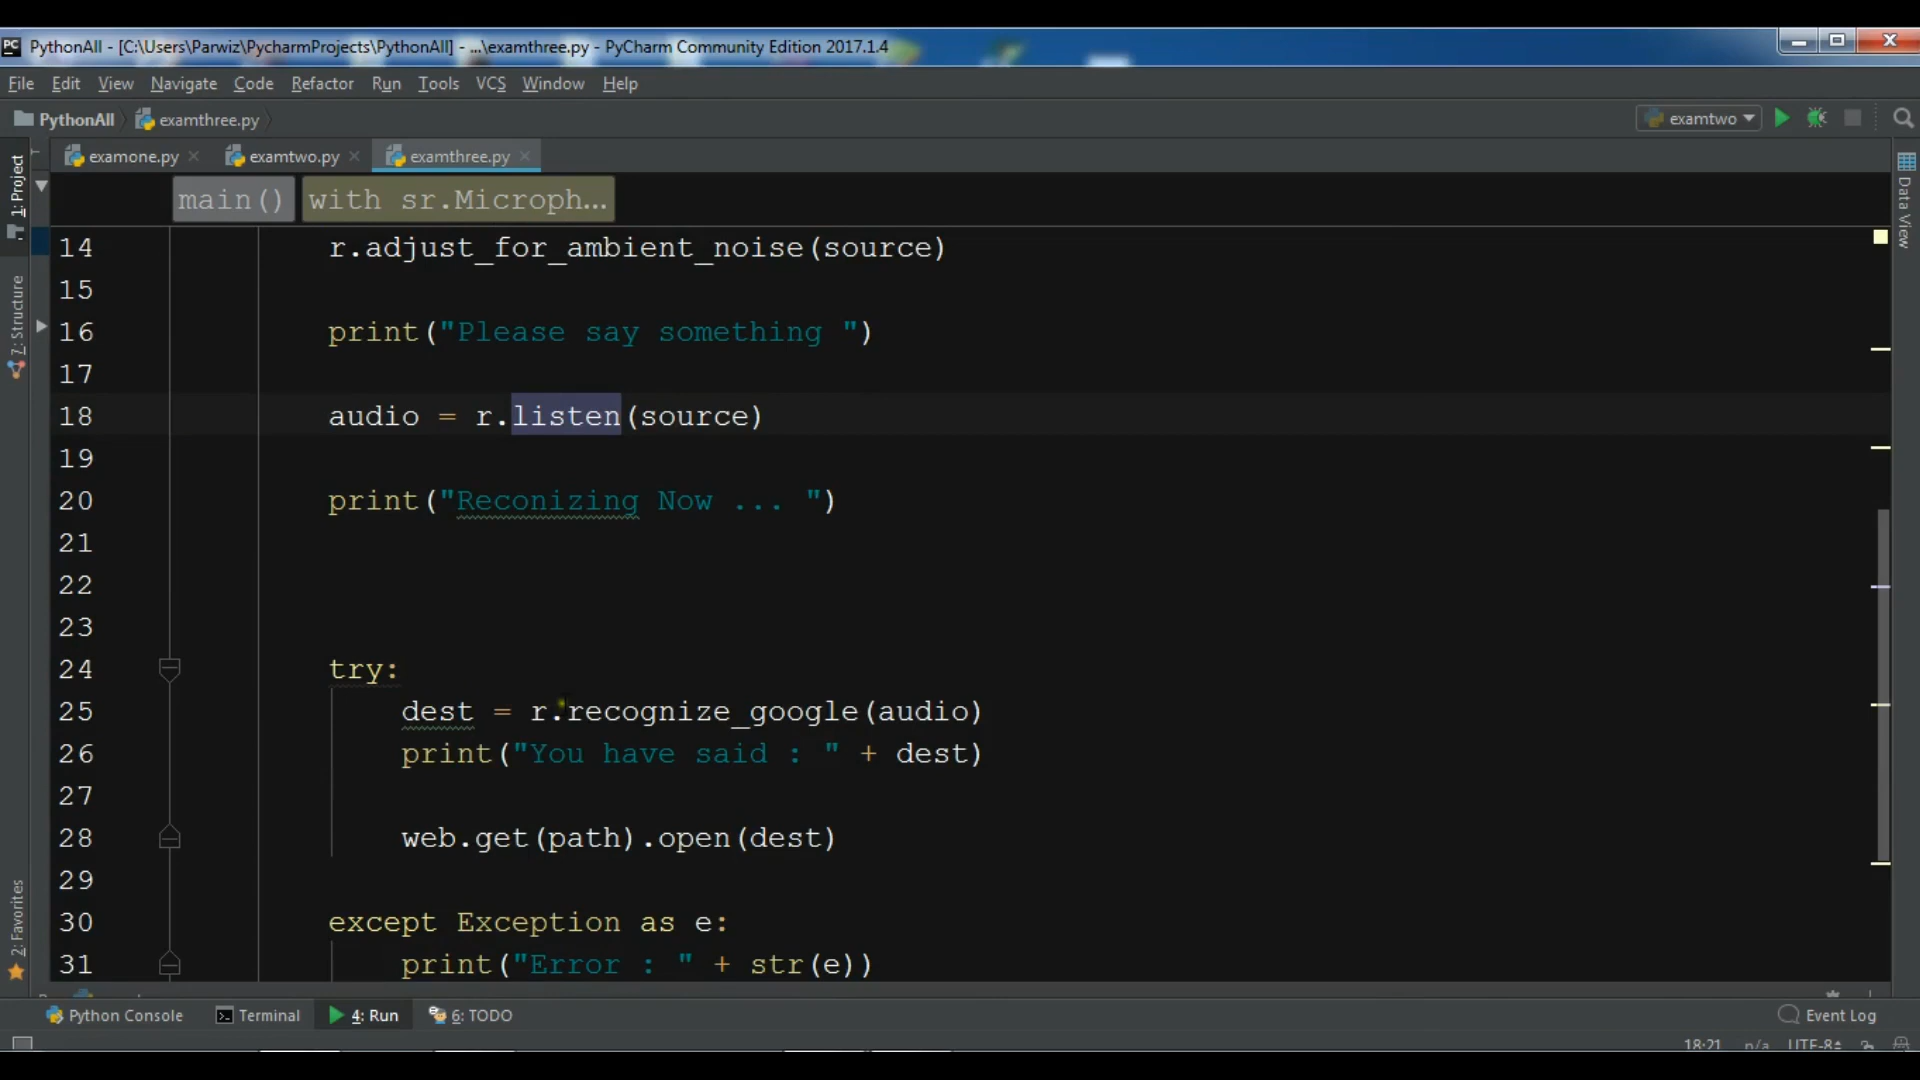 PythonAll - [C:\Users\Parwiz\PycharmProjects\PythonAll] - ...\examthree.py - PyCharm Community Edition 2017.1.4
File Edit View Navigate Code Refactor Run Tools VCS Window Help
PythonAll examthree.py examtwo
examone.py examtwo.py examthree.py
main() with sr.Microph...
14 r.adjust_for_ambient_noise(source)
15
16 print("Please say something ")
17
18 audio = r.listen(source)
19
20 print("Reconizing Now ... ")
21
22
23
24 try:
25 dest = r.recognize_google(audio)
26 print("You have said : " + dest)
27
28 web.get(path).open(dest)
29
30 except Exception as e:
31 print("Error : " + str(e))
1: Project
7: Structure
2: Favorites
Data View
Python Console Terminal 4: Run 6: TODO Event Log
18:21 n/a UTF-8